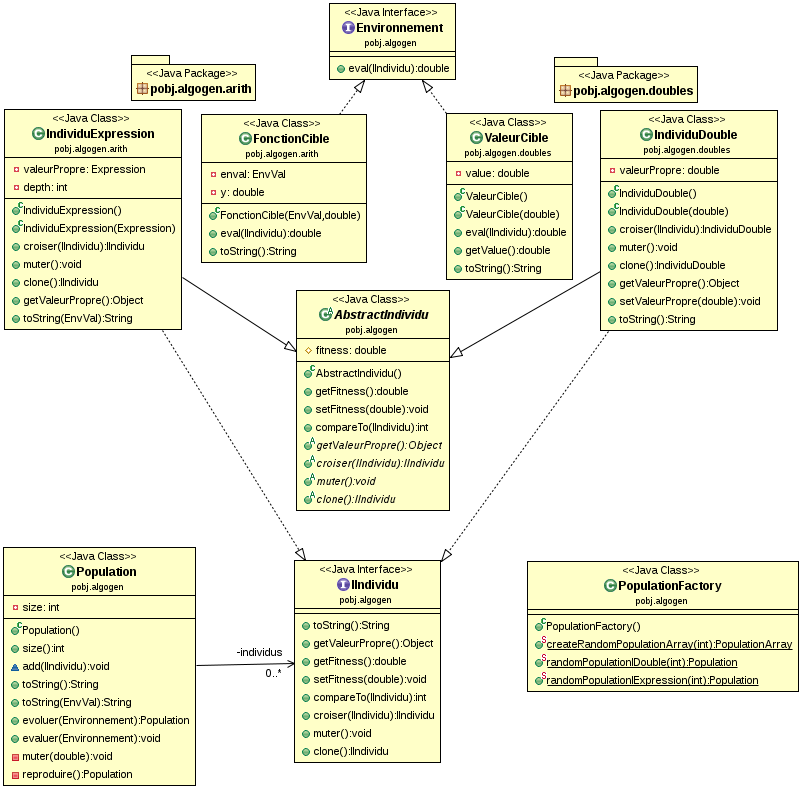 <<Java Interface>>
Environnement
pobj.algogen
eval(IIndividu):double
<<Java Package>>
pobj.algogen.arith
<<Java Package>>
pobj.algogen.doubles
<<Java Class>>
IndividuExpression
pobj.algogen.arith
valeurPropre: Expression
depth: int
IndividuExpression()
IndividuExpression(Expression)
croiser(IIndividu):IIndividu
muter():void
clone():IIndividu
getValeurPropre():Object
toString(EnvVal):String
<<Java Class>>
FonctionCible
pobj.algogen.arith
enval: EnvVal
y: double
FonctionCible(EnvVal,double)
eval(IIndividu):double
toString():String
<<Java Class>>
ValeurCible
pobj.algogen.doubles
value: double
ValeurCible()
ValeurCible(double)
eval(IIndividu):double
getValue():double
toString():String
<<Java Class>>
IndividuDouble
pobj.algogen.doubles
valeurPropre: double
IndividuDouble()
IndividuDouble(double)
croiser(IIndividu):IndividuDouble
muter():void
clone():IndividuDouble
getValeurPropre():Object
setValeurPropre(double):void
toString():String
<<Java Class>>
AbstractIndividu
pobj.algogen
fitness: double
AbstractIndividu()
getFitness():double
setFitness(double):void
compareTo(IIndividu):int
getValeurPropre():Object
croiser(IIndividu):IIndividu
muter():void
clone():IIndividu
<<Java Class>>
Population
pobj.algogen
size: int
Population()
size():int
add(IIndividu):void
toString():String
toString(EnvVal):String
evoluer(Environnement):Population
evaluer(Environnement):void
muter(double):void
reproduire():Population
-individus
0..*
<<Java Interface>>
IIndividu
pobj.algogen
toString():String
getValeurPropre():Object
getFitness():double
setFitness(double):void
compareTo(IIndividu):int
croiser(IIndividu):IIndividu
muter():void
clone():IIndividu
<<Java Class>>
PopulationFactory
pobj.algogen
PopulationFactory()
createRandomPopulationArray(int):PopulationArray
randomPopulationIDouble(int):Population
randomPopulationIExpression(int):Population